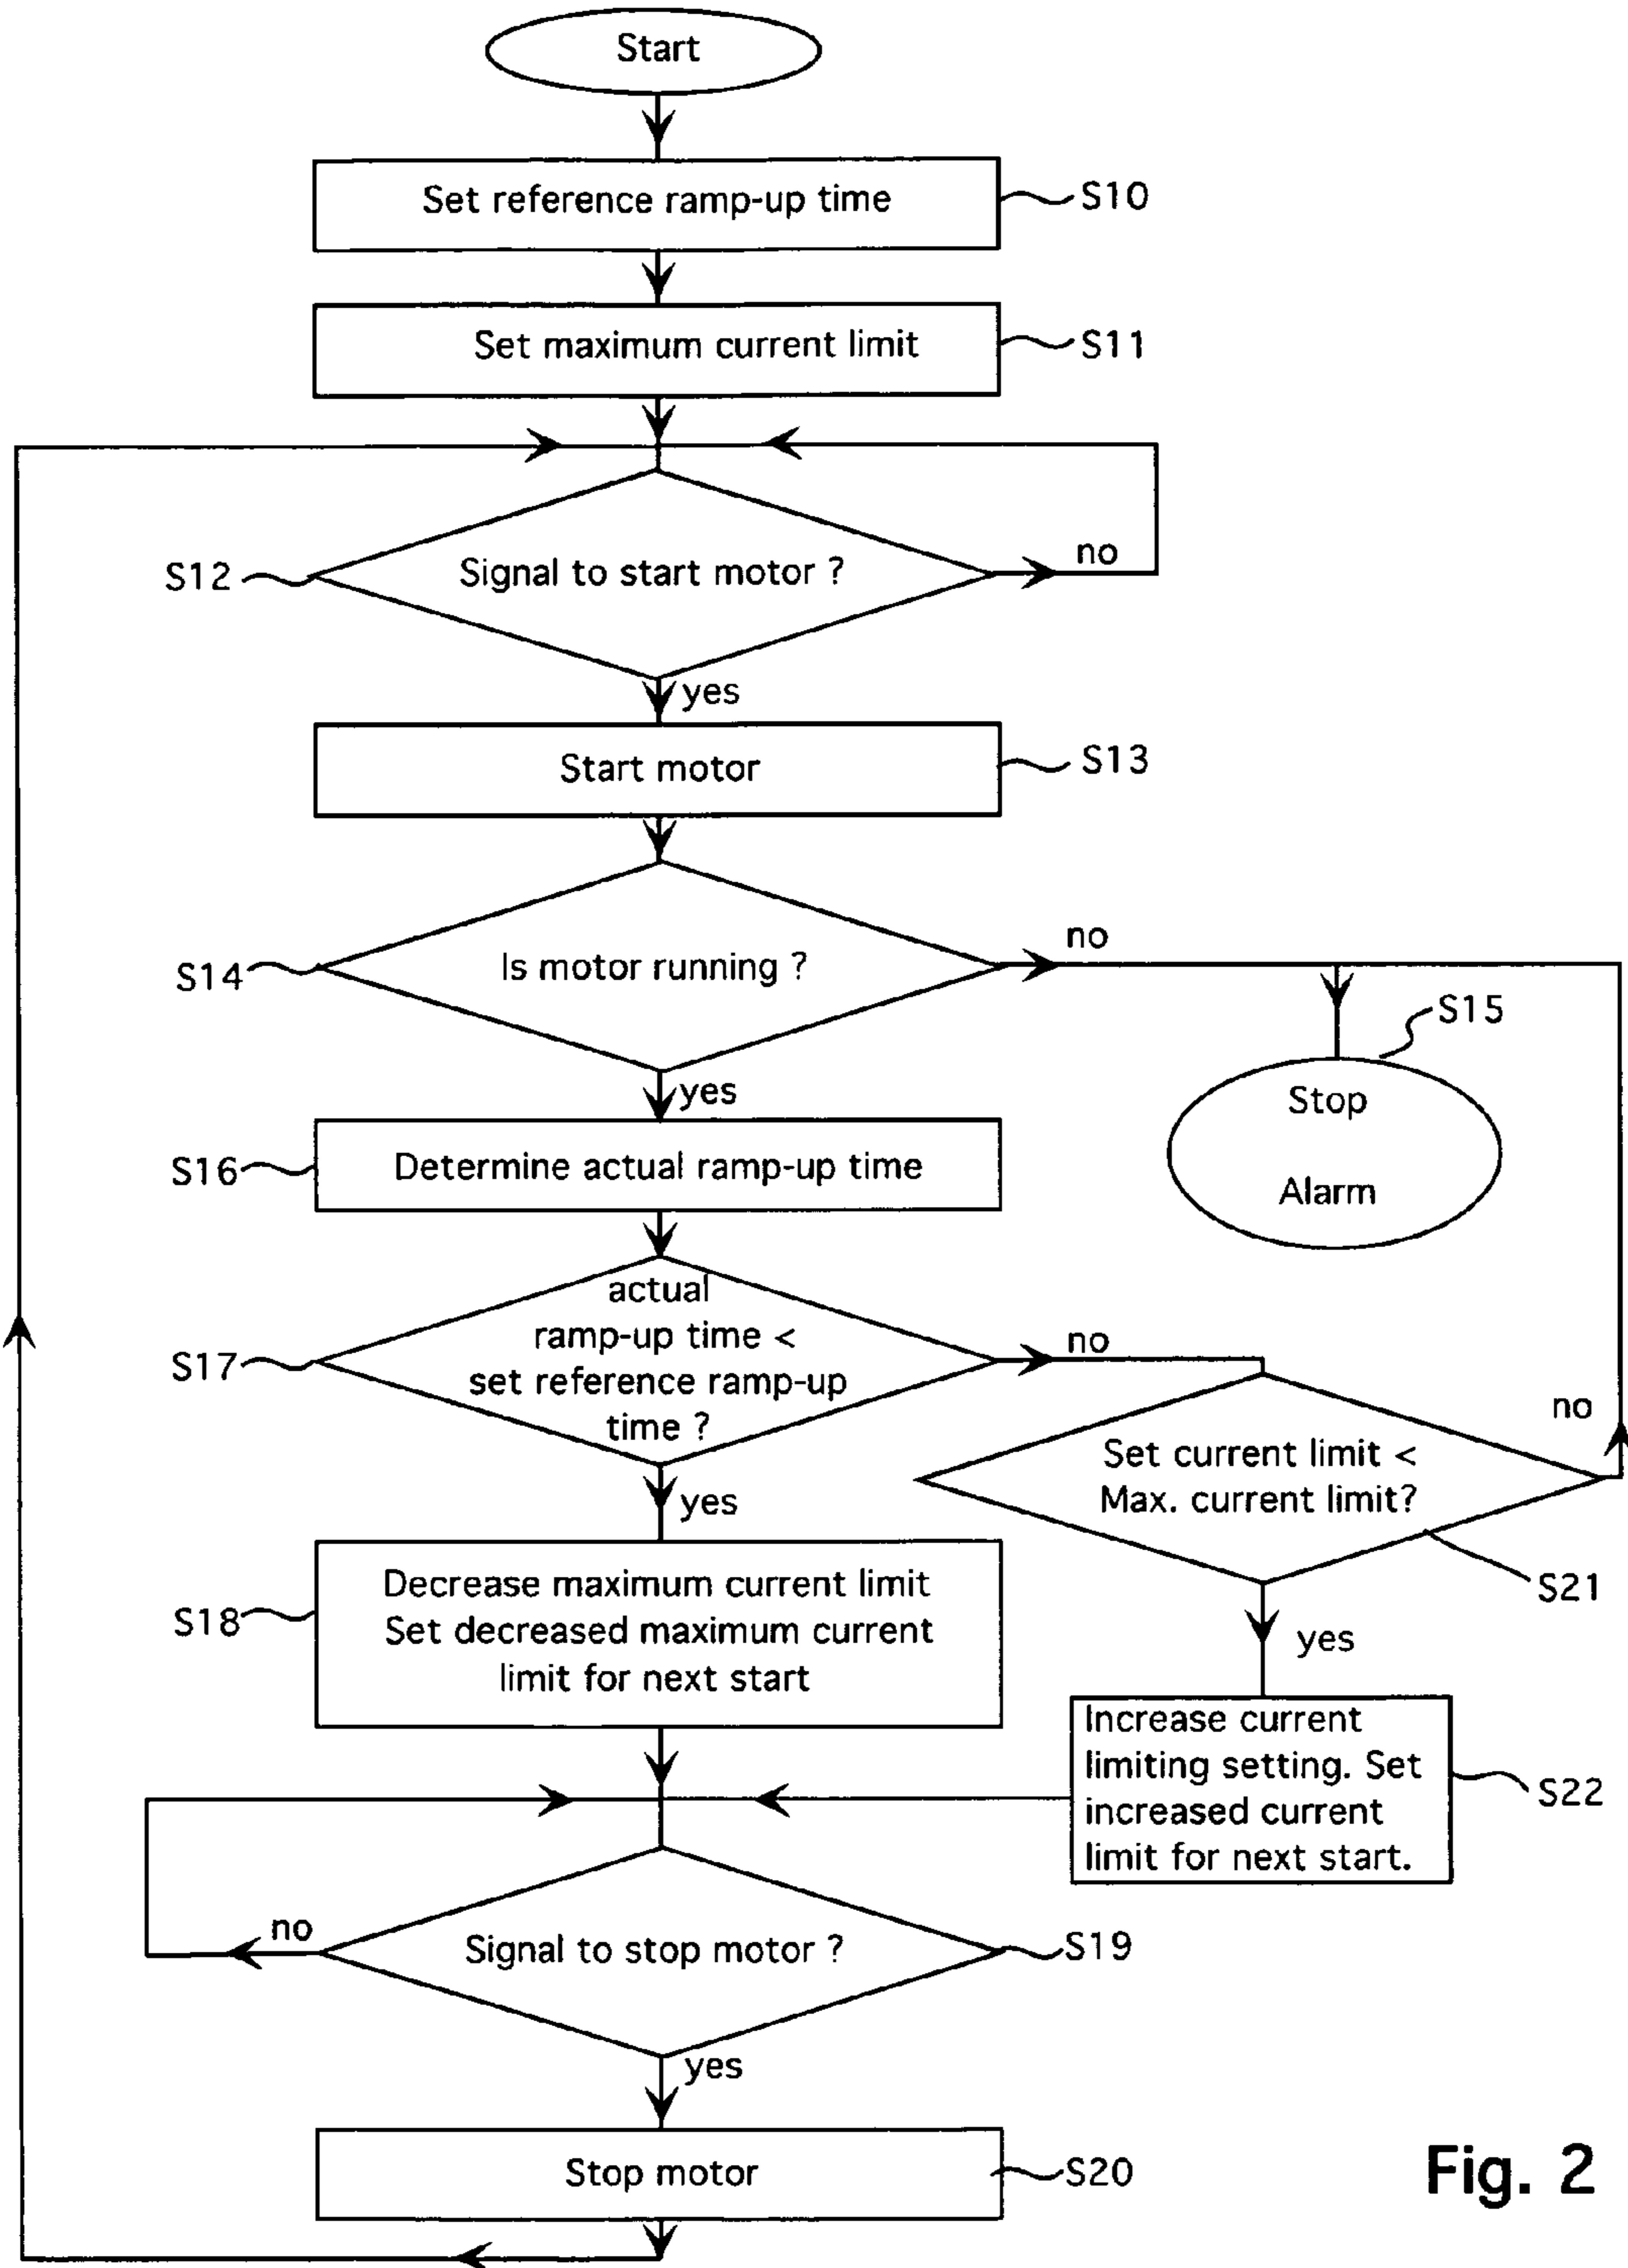 Start
Set reference ramp-up time
S10
Set maximum current limit
S11
S12
Signal to start motor ?
no
yes
Start motor
S13
S14
Is motor running ?
no
S15
Stop
Alarm
yes
S16
Determine actual ramp-up time
S17
actual
ramp-up time <
set reference ramp-up
time ?
no
yes
Set current limit <
Max. current limit?
no
S21
yes
S18
Decrease maximum current limit
Set decreased maximum current
limit for next start
Increase current
limiting setting. Set
increased current
limit for next start.
S22
no
Signal to stop motor ?
S19
yes
Stop motor
S20
Fig. 2